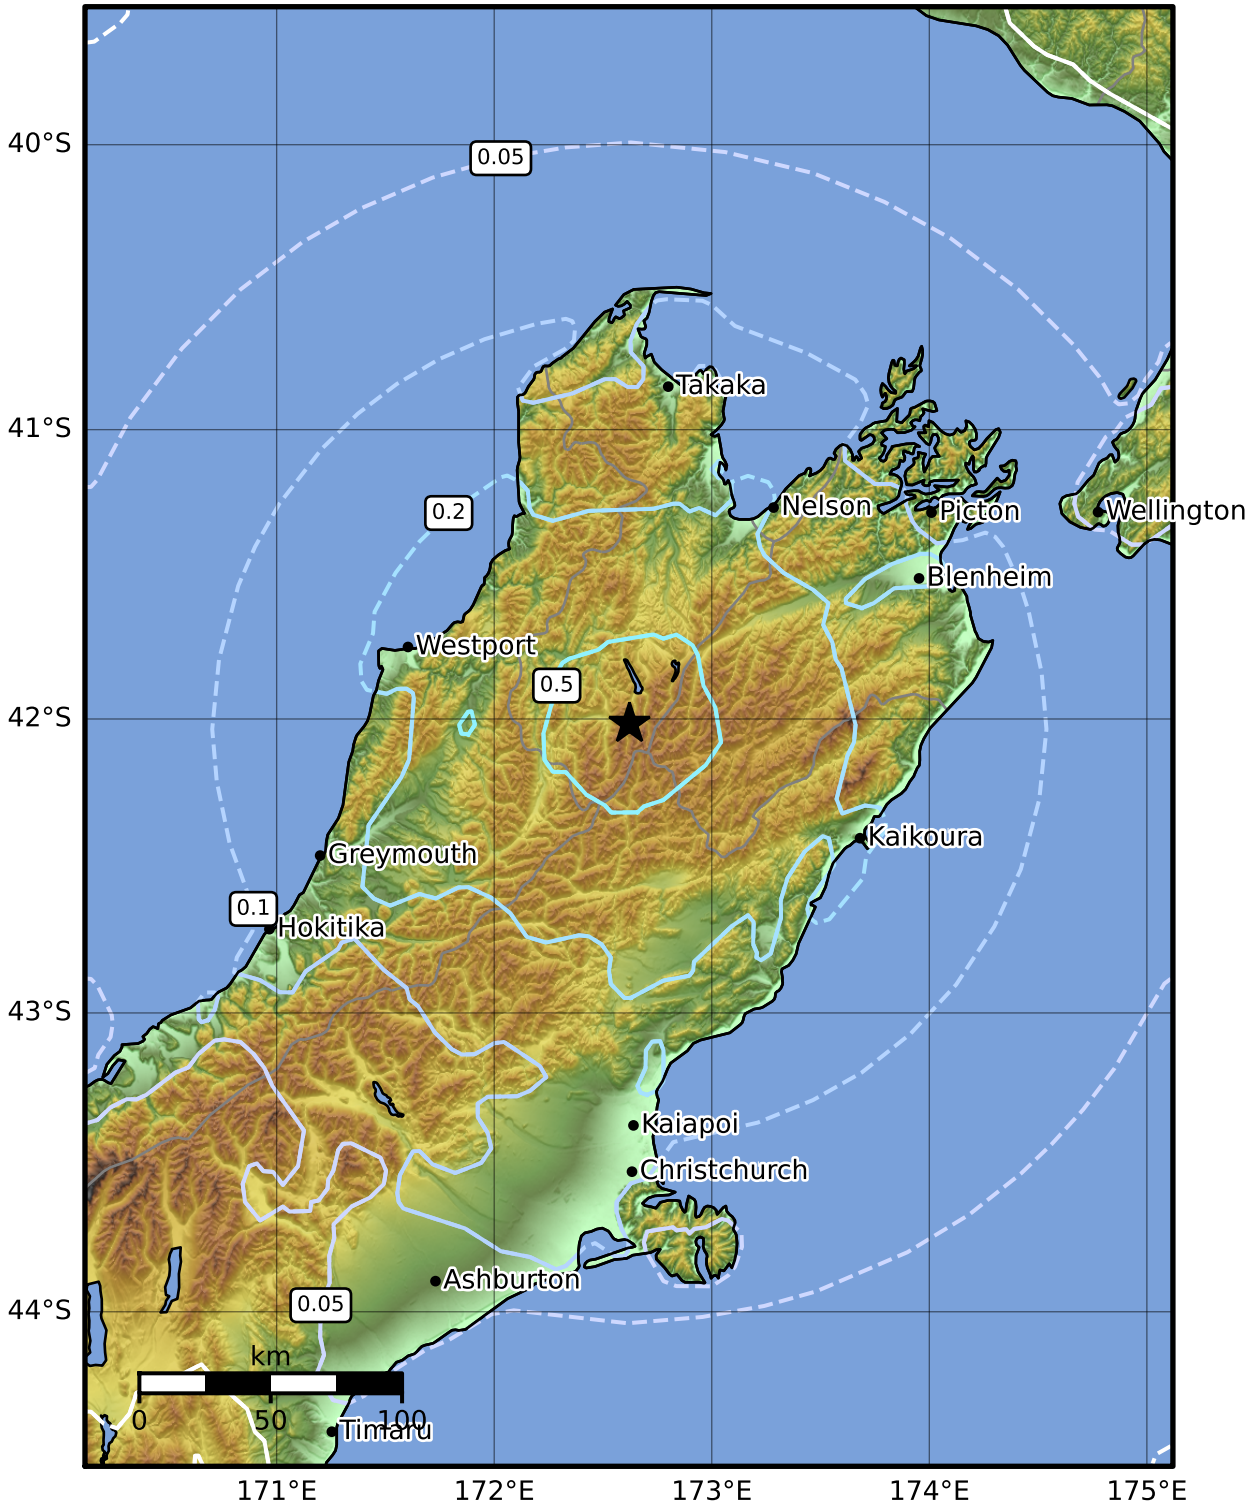 40°S
0.05
Takaka
41°S
0.2
Nelson
Picton
Wellington
Blenheim
Westport
0.5
42°S
Kaikoura
Greymouth
0.1
Hokitika
43°S
Kaiapoi
Christchurch
Ashburton
0.05
44°S
km
0 50 100
Timaru
171°E 172°E 173°E 174°E 175°E